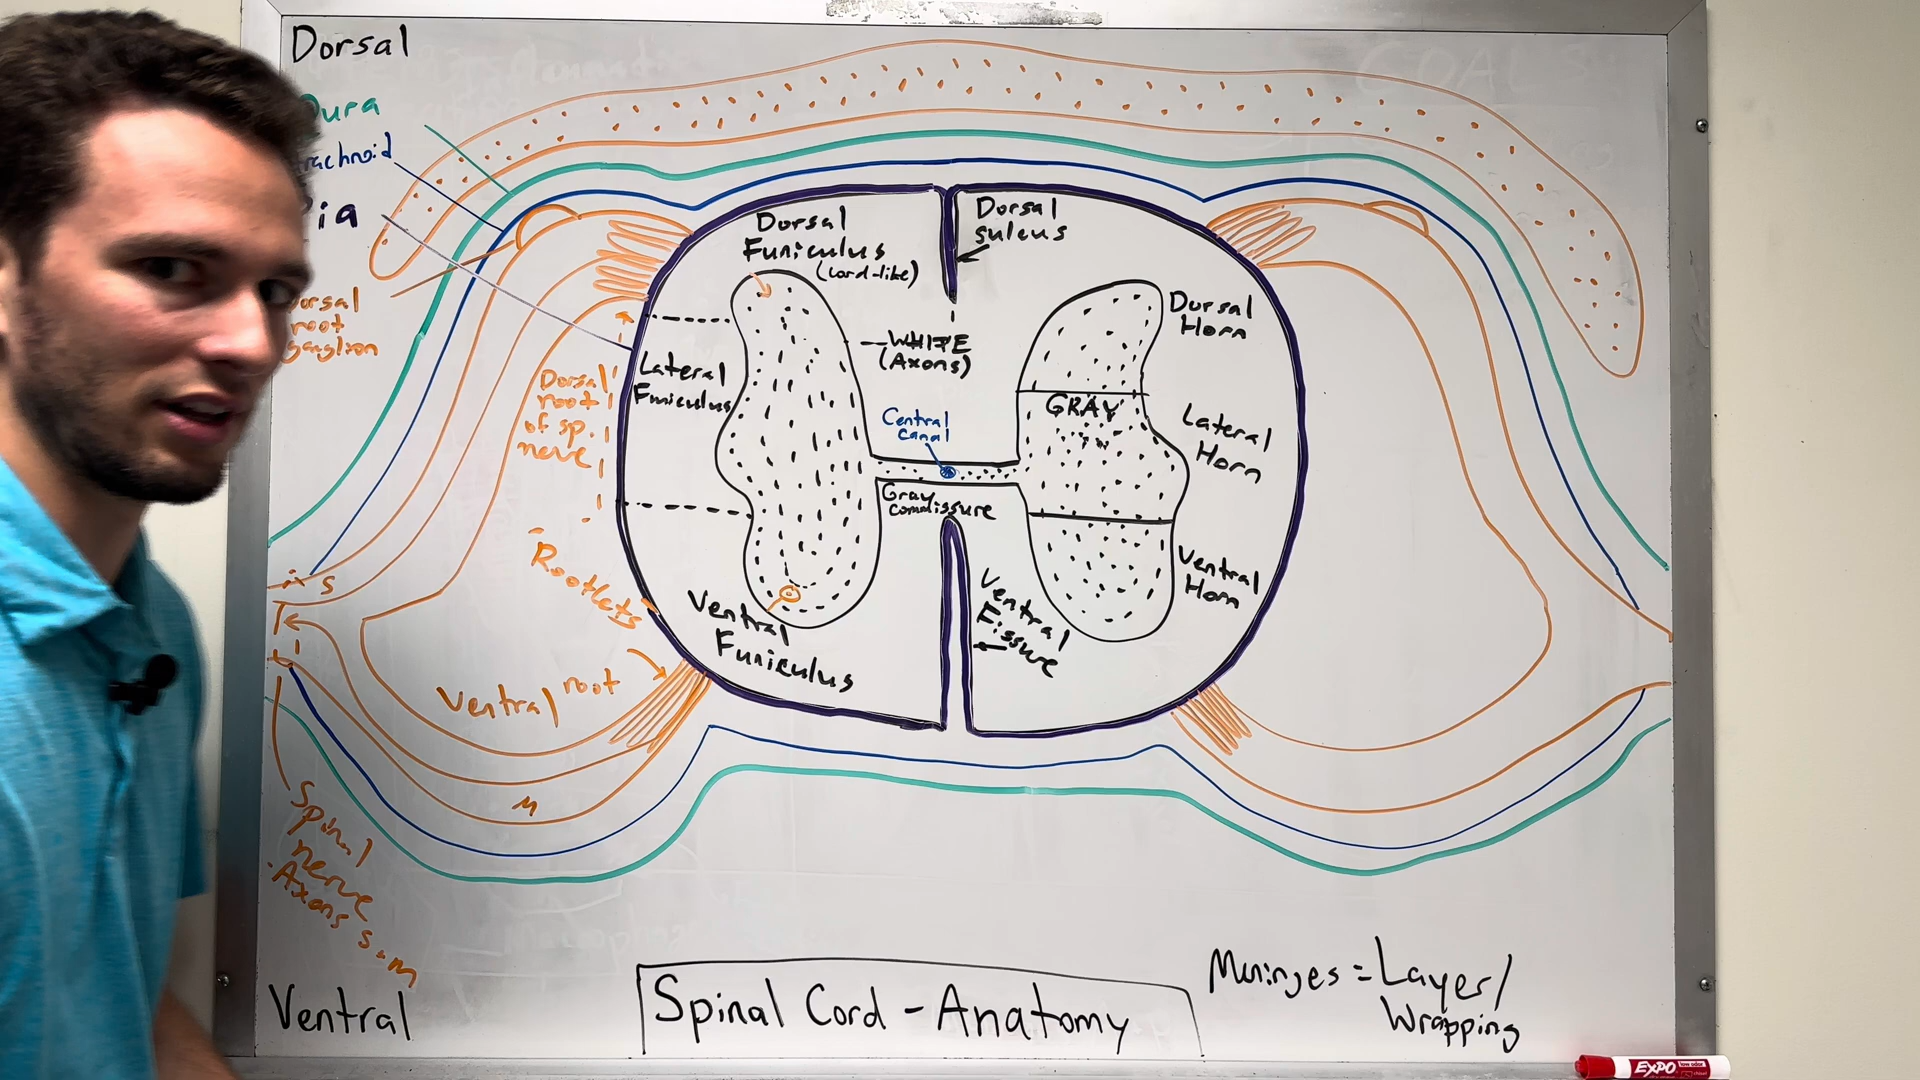 Dorsal
Dura
rachnoid
ia
Dorsal
root
ganglion
Dorsal
Funiculus
(cord-like)
Dorsal
sulcus
WHITE
(Axons)
Dorsal
Horn
Lateral
Funiculus
Dorsal
root
of sp.
nerve
GRAY
Central
canal
Lateral
Horn
Gray
commissure
Rootlets
S
Ventral
Funiculus
Ventral
Fissure
Ventral
Horn
Ventral root
M
Spinal
nerve
Axons S+M
Ventral
Spinal Cord - Anatomy
Meninges = Layer/
Wrapping
EXPO